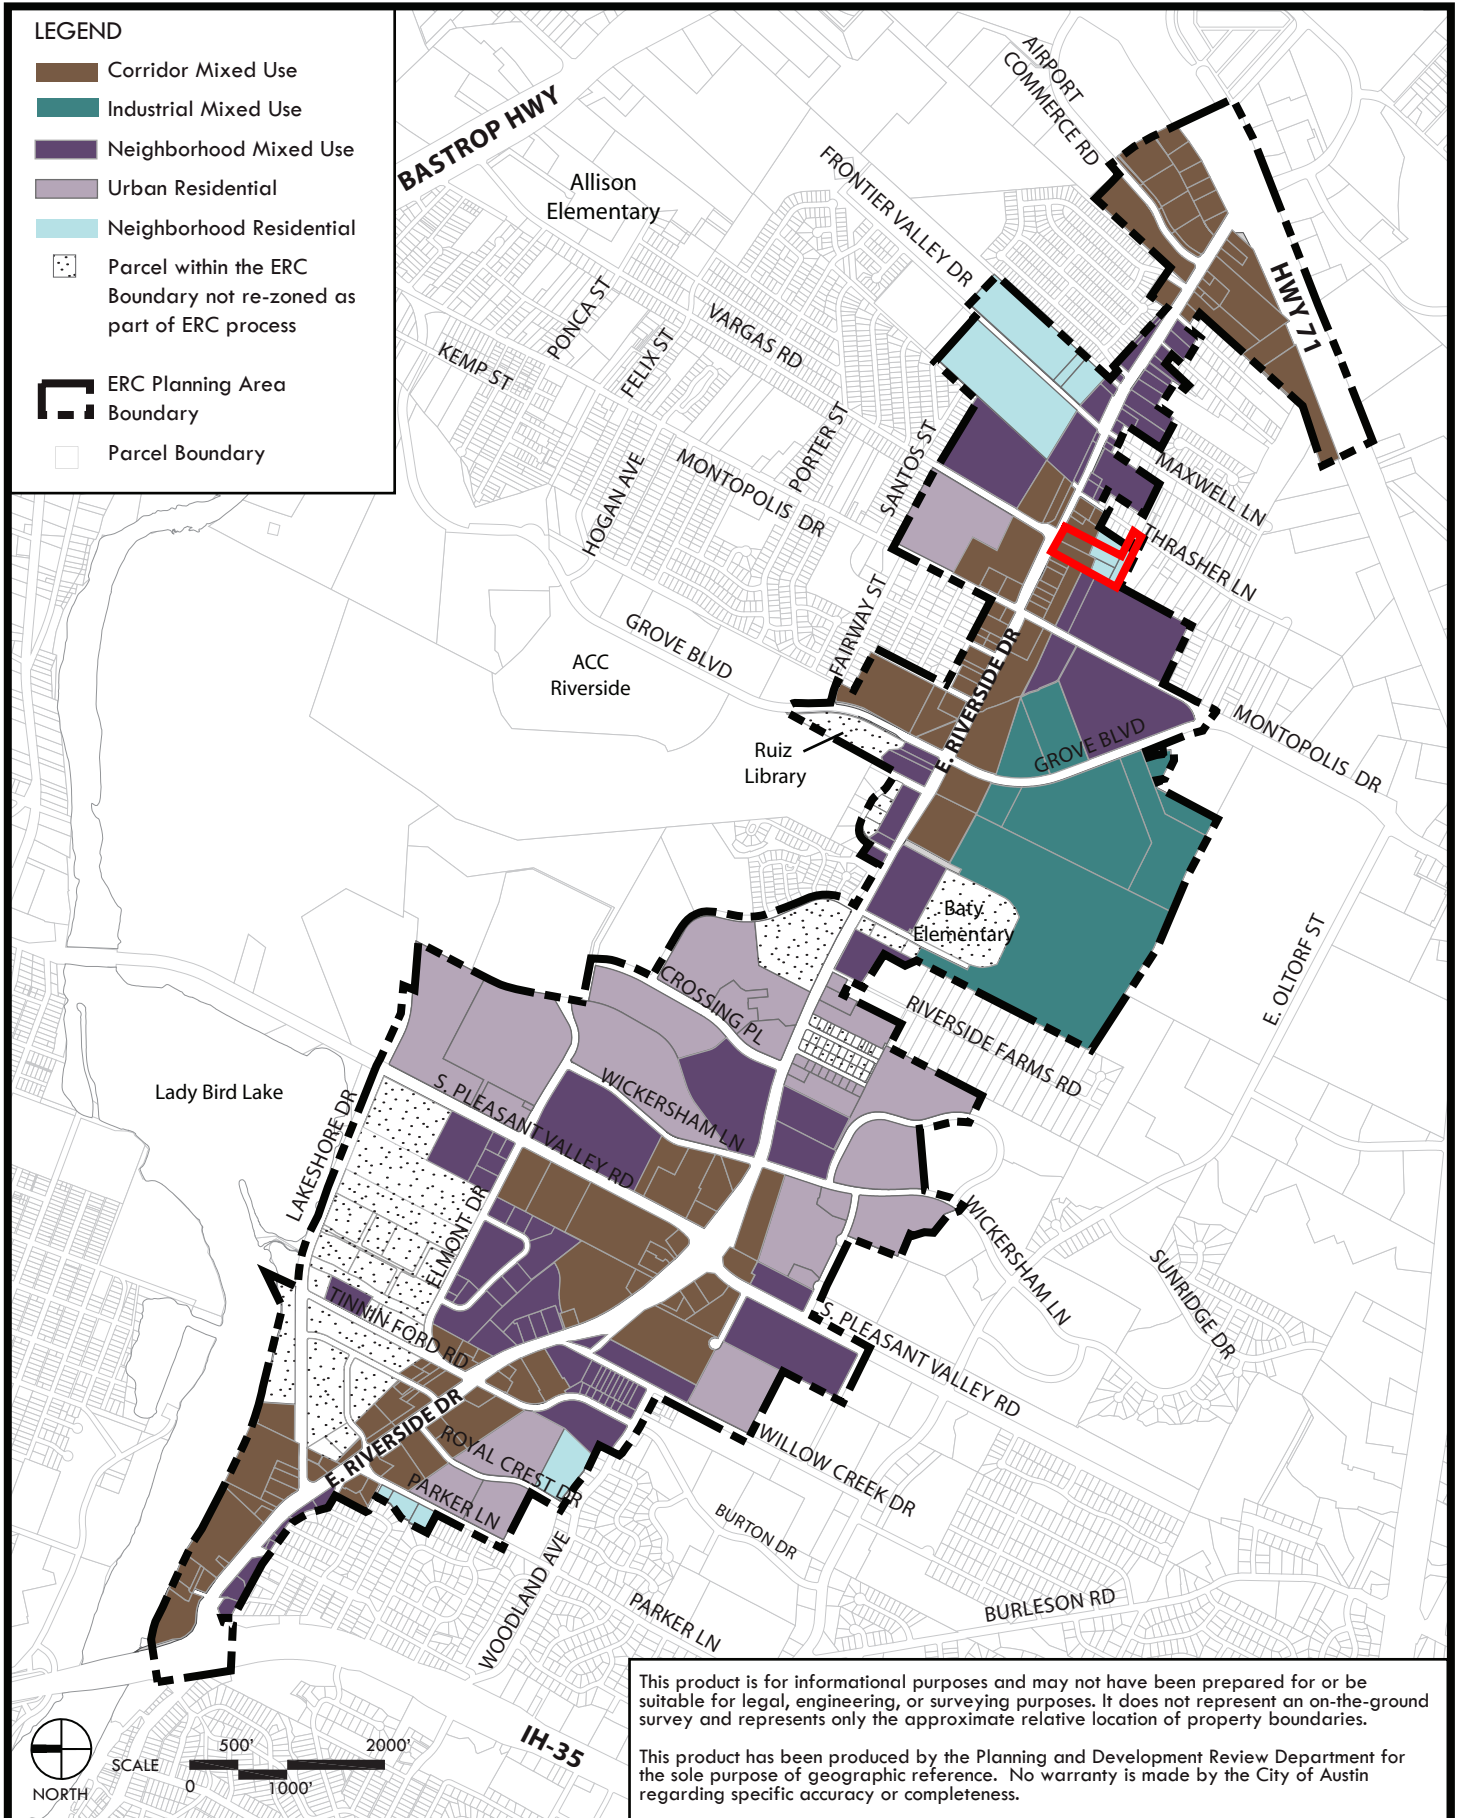 LEGEND
Corridor Mixed Use
Industrial Mixed Use
Neighborhood Mixed Use
Urban Residential
Neighborhood Residential
Parcel within the ERC
Boundary not re-zoned as
part of ERC process
ERC Planning Area
Boundary
Parcel Boundary
BASTROP HWY
AIRPORT
COMMERCE RD
Allison
Elementary
FRONTIER VALLEY DR
HWY 71
PONCA ST
VARGAS RD
FELIX ST
KEMP ST
PORTER ST
SANTOS ST
HOGAN AVE
MONTOPOLIS DR
MAXWELL LN
THRASHER LN
FAIRWAY ST
GROVE BLVD
ACC
Riverside
E. RIVERSIDE DR
Ruiz
Library
GROVE BLVD
MONTOPOLIS DR
Baty
Elementary
E. OLTORF ST
CROSSING PL
RIVERSIDE FARMS RD
Lady Bird Lake
LAKESHORE DR
S. PLEASANT VALLEY RD
WICKERSHAM LN
ELMONT DR
WICKERSHAM LN
SUNRIDGE DR
TINNIN FORD RD
S. PLEASANT VALLEY RD
E. RIVERSIDE DR
ROYAL CREST DR
PARKER LN
WILLOW CREEK DR
BURTON DR
WOODLAND AVE
PARKER LN
BURLESON RD
IH-35
NORTH
SCALE
500'
2000'
0
1000'
This product is for informational purposes and may not have been prepared for or be
suitable for legal, engineering, or surveying purposes. It does not represent an on-the-ground
survey and represents only the approximate relative location of property boundaries.
This product has been produced by the Planning and Development Review Department for
the sole purpose of geographic reference. No warranty is made by the City of Austin
regarding specific accuracy or completeness.